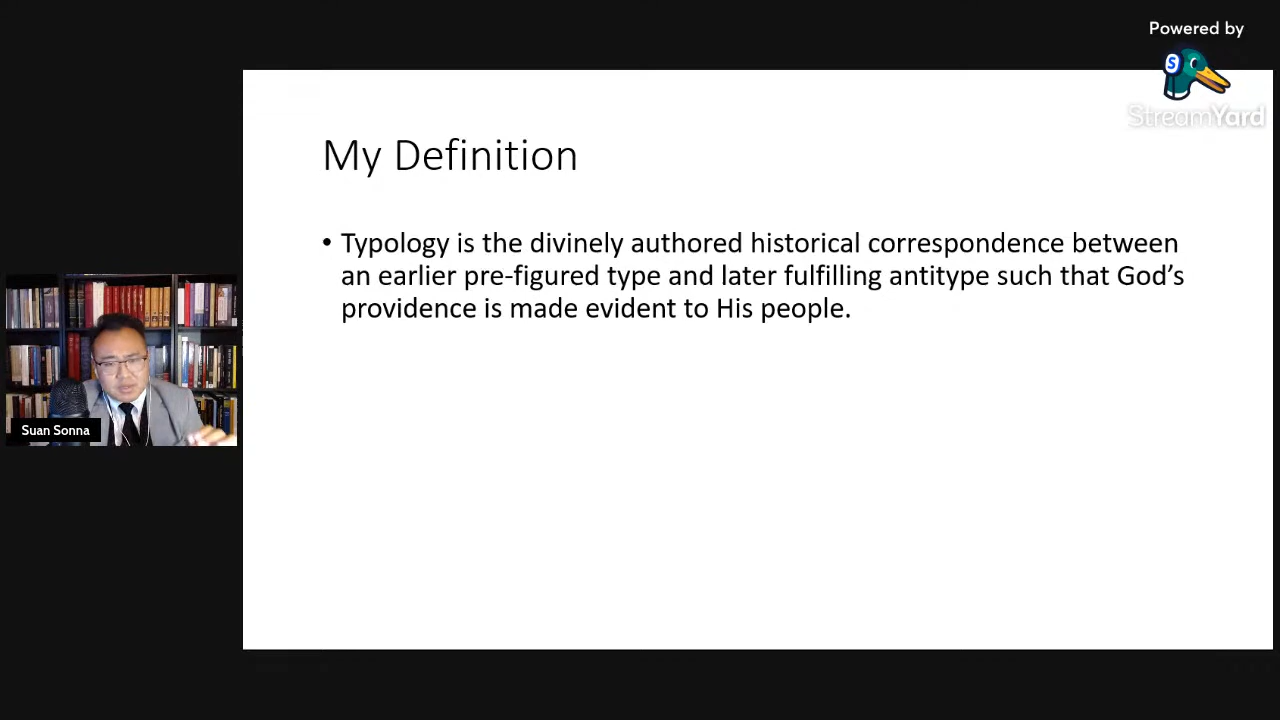 Powered by
S
StreamYard
My Definition
• Typology is the divinely authored historical correspondence between
an earlier pre-figured type and later fulfilling antitype such that God’s
providence is made evident to His people.
Suan Sonna